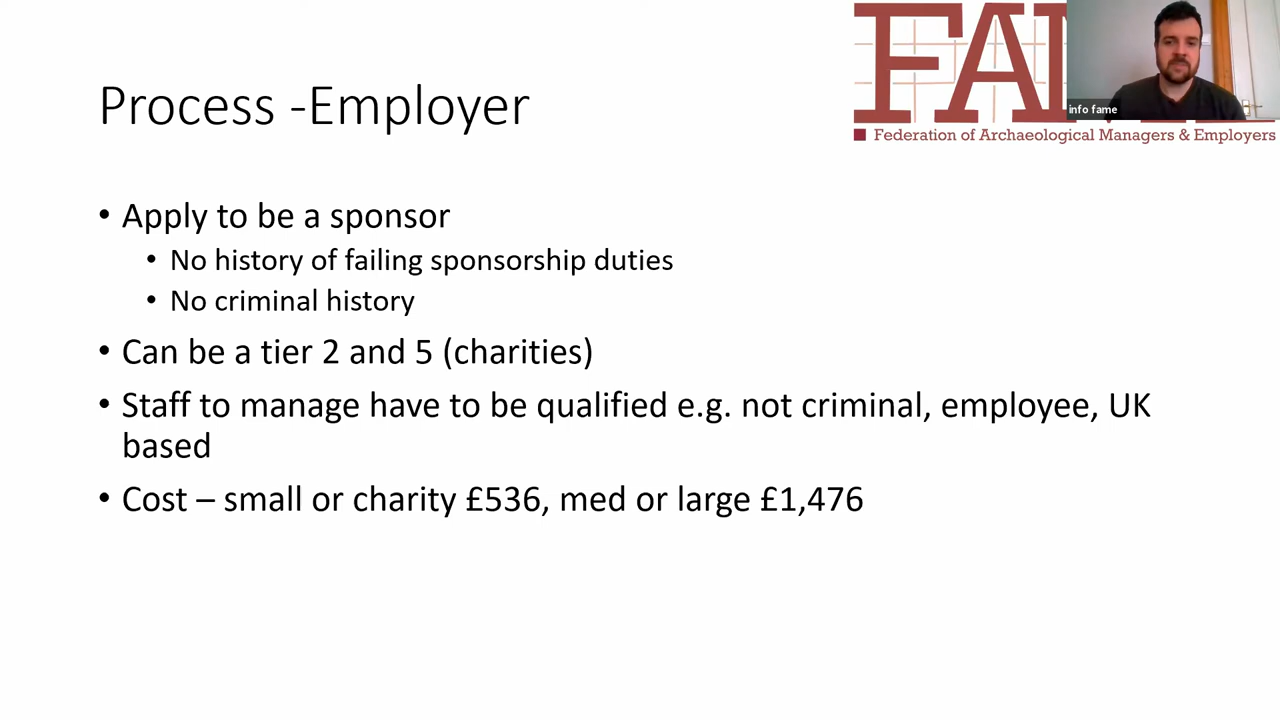 FAM
info fame
Federation of Archaeological Managers & Employers
Process -Employer
• Apply to be a sponsor
• No history of failing sponsorship duties
• No criminal history
• Can be a tier 2 and 5 (charities)
• Staff to manage have to be qualified e.g. not criminal, employee, UK
based
• Cost – small or charity £536, med or large £1,476